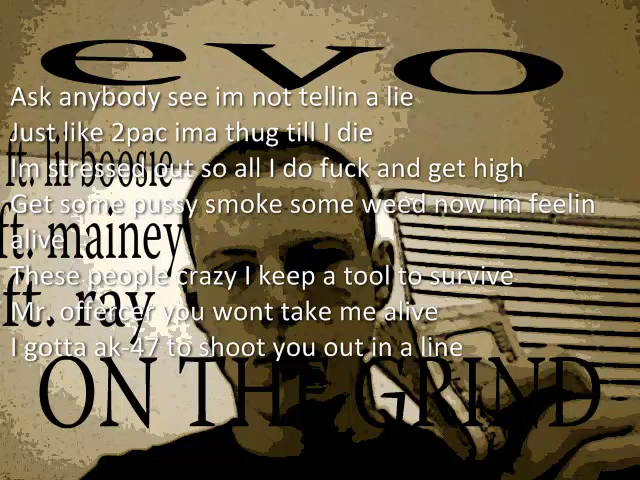 evo
Ask anybody see im not tellin a lie
Just like 2pac ima thug till I die
ft. lil boosie
Im stressed out so all I do fuck and get high
Get some pussy smoke some weed now im feelin
alive
ft. mainey
These people crazy I keep a tool to survive
ft. ray
Mr. offercer you wont take me alive
I gotta ak-47 to shoot you out in a line
ON THE GRIND